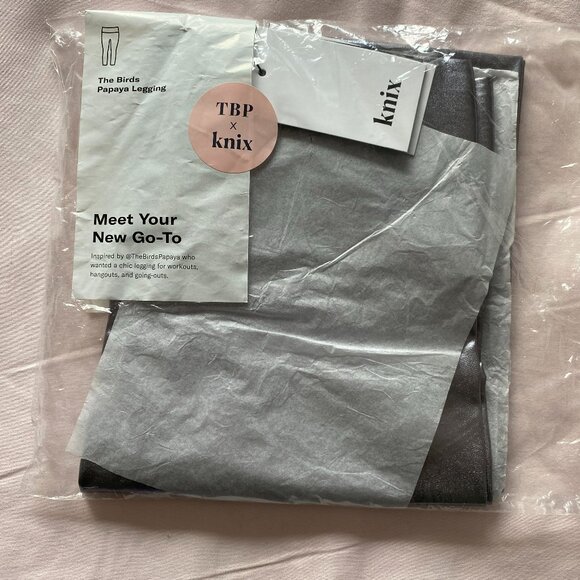 The Birds
Papaya Legging
TBP
x
knix
knix
Meet Your
New Go-To
Inspired by @TheBirdsPapaya who
wanted a chic legging for workouts,
hangouts, and going-outs.